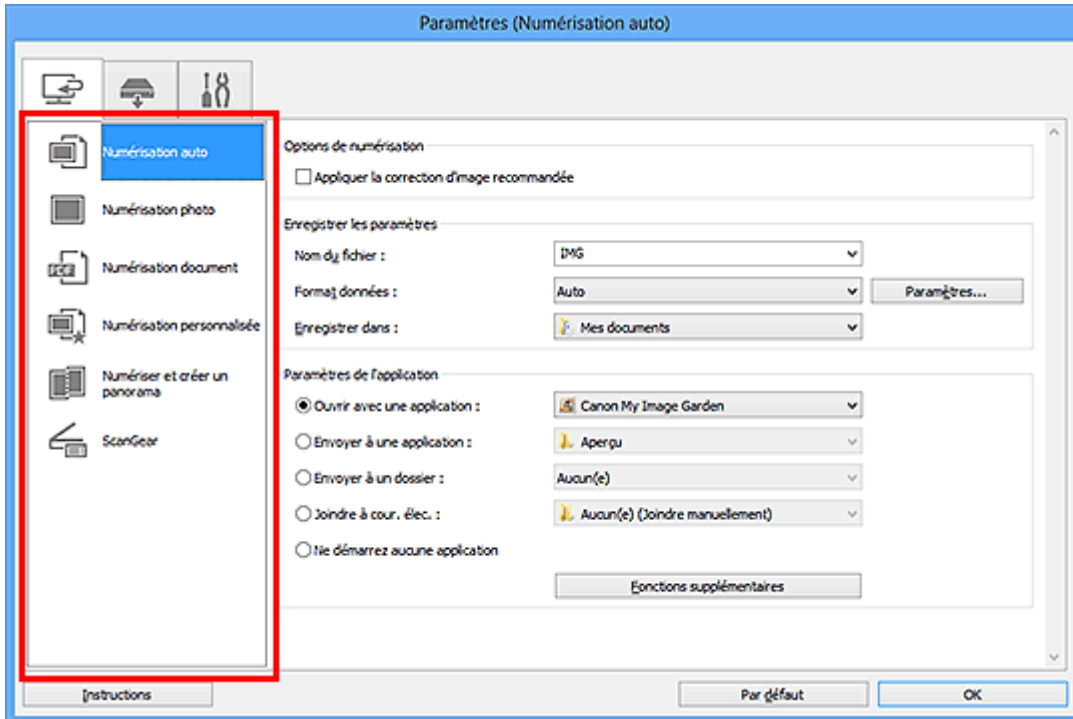 Paramètres (Numérisation auto)
Numérisation auto
Numérisation photo
Numérisation document
Numérisation personnalisée
Numériser et créer un
panorama
ScanGear
Options de numérisation
Appliquer la correction d'image recommandée
Enregistrer les paramètres
Nom du fichier : IMG
Format données : Auto Paramètres...
Enregistrer dans : Mes documents
Paramètres de l'application
Ouvrir avec une application : Canon My Image Garden
Envoyer à une application : Aperçu
Envoyer à un dossier : Aucun(e)
Joindre à cour. élec. : Aucun(e) (Joindre manuellement)
Ne démarrez aucune application
Fonctions supplémentaires
Instructions Par défaut OK